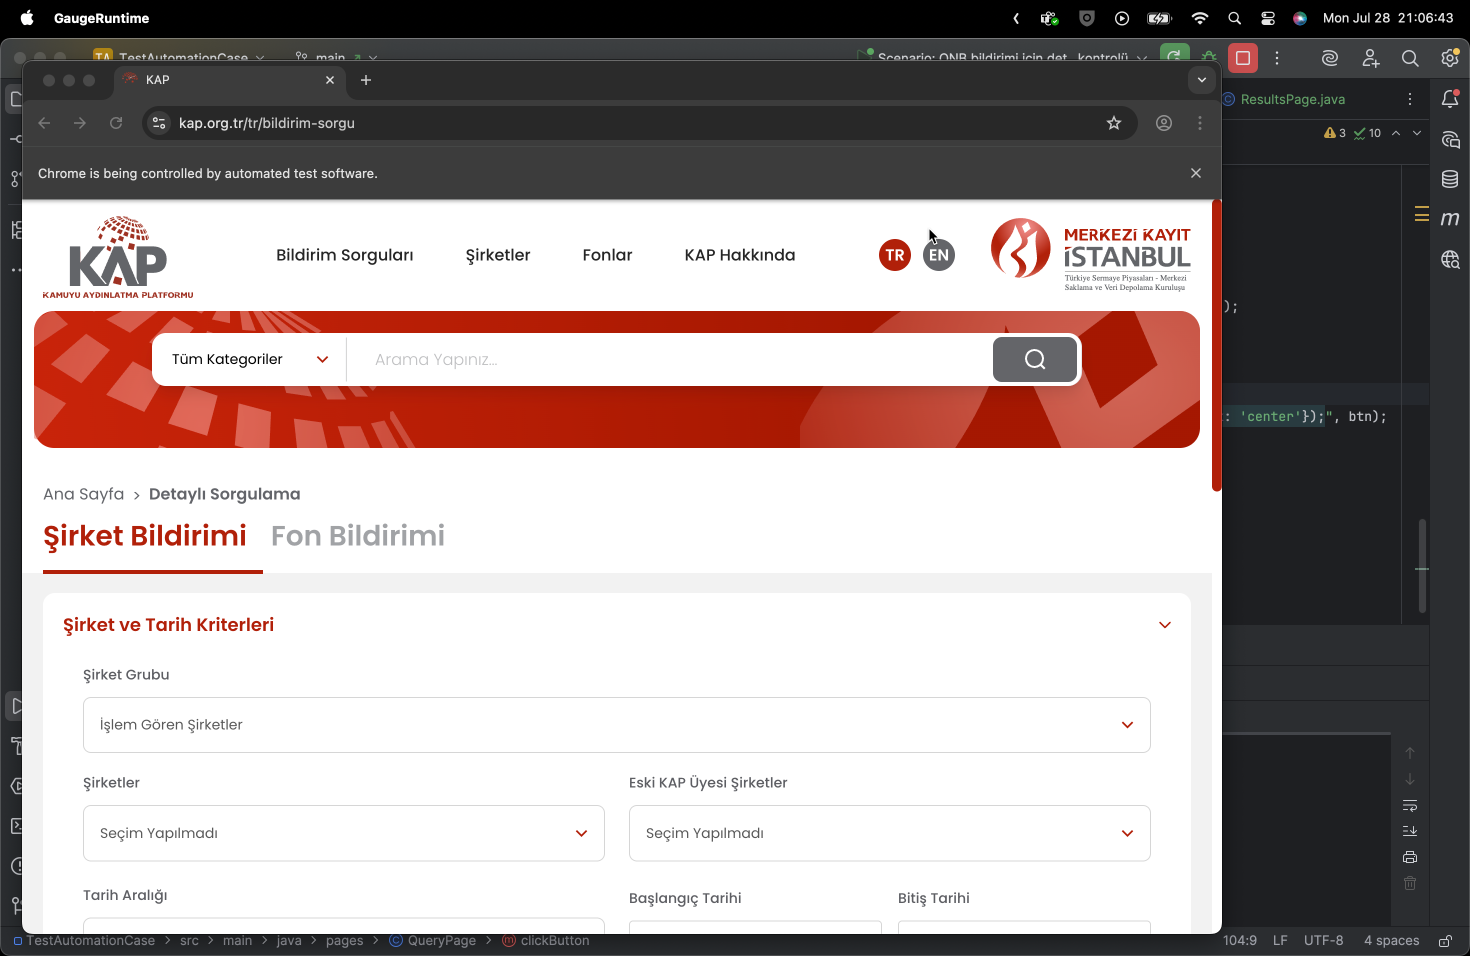 GaugeRuntime
Mon Jul 28 21:06:43
TestAutomationCase
main
Scenario: QNB bildirimi için det... kontrolü
KAP
ResultsPage.java
kap.org.tr/tr/bildirim-sorgu
3 10
Chrome is being controlled by automated test software.
KAP
KAMUYU AYDINLATMA PLATFORMU
Bildirim Sorguları
Şirketler
Fonlar
KAP Hakkında
TR
EN
MERKEZİ KAYIT
İSTANBUL
Türkiye Sermaye Piyasaları - Merkezi
Saklama ve Veri Depolama Kuruluşu
);
Tüm Kategoriler
Arama Yapınız...
: 'center'});", btn);
Ana Sayfa > Detaylı Sorgulama
Şirket Bildirimi
Fon Bildirimi
Şirket ve Tarih Kriterleri
Şirket Grubu
İşlem Gören Şirketler
Şirketler
Eski KAP Üyesi Şirketler
Seçim Yapılmadı
Seçim Yapılmadı
Tarih Aralığı
Başlangıç Tarihi
Bitiş Tarihi
TestAutomationCase > src > main > java > pages > QueryPage > clickButton
104:9 LF UTF-8 4 spaces